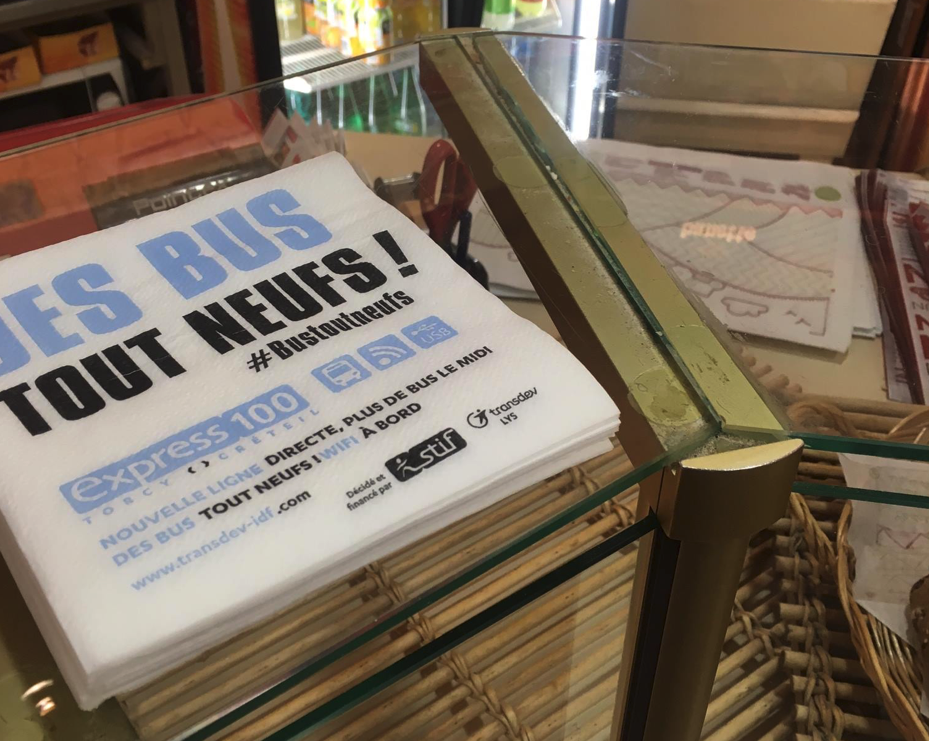 DES BUS
TOUT NEUFS !
#Bustoutneufs
USB
express 100
TORCY <> CRÉTEIL
NOUVELLE LIGNE DIRECTE, PLUS DE BUS LE MIDI
DES BUS TOUT NEUFS ! WIFI À BORD
www.transdev-idf.com
Décidé et
financé par
stif
transdev
LYS